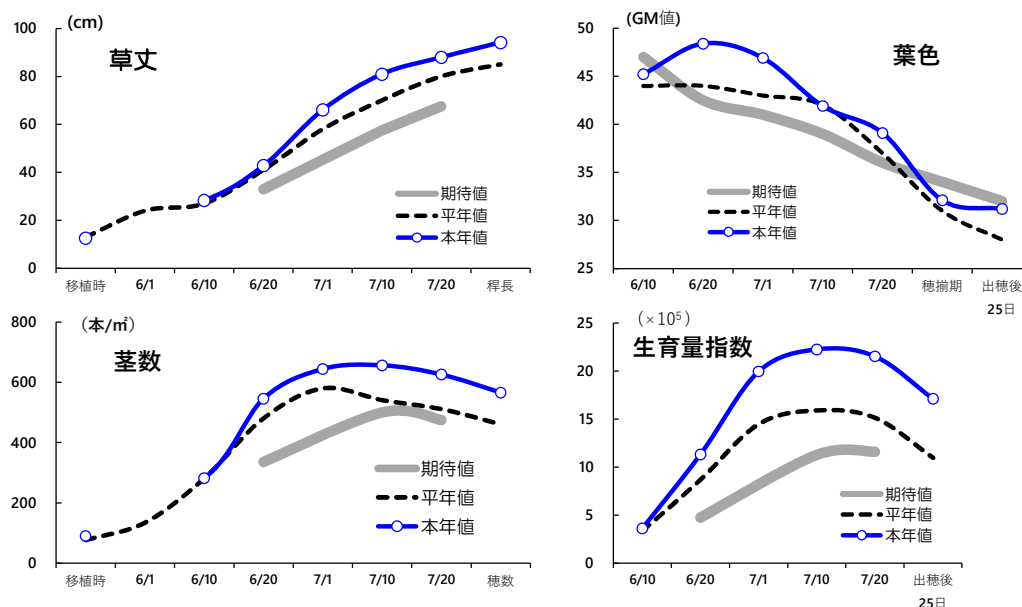 (cm)
草丈
100
80
60
40
20
0
期待値
平年値
本年値
移植時 6/1 6/10 6/20 7/1 7/10 7/20 稈長
(GM値)
葉色
50
45
40
35
30
25
期待値
平年値
本年値
6/10 6/20 7/1 7/10 7/20 穂揃期 出穂後
25日
(本/㎡)
茎数
800
600
400
200
0
期待値
平年値
本年値
移植時 6/1 6/10 6/20 7/1 7/10 7/20 穂数
(×10⁵)
生育量指数
25
20
15
10
5
0
期待値
平年値
本年値
6/10 6/20 7/1 7/10 7/20 出穂後
25日